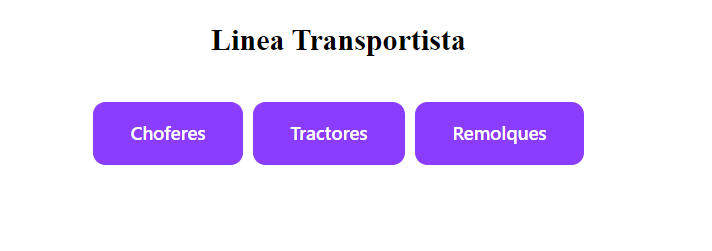 Linea Transportista
Choferes Tractores Remolques